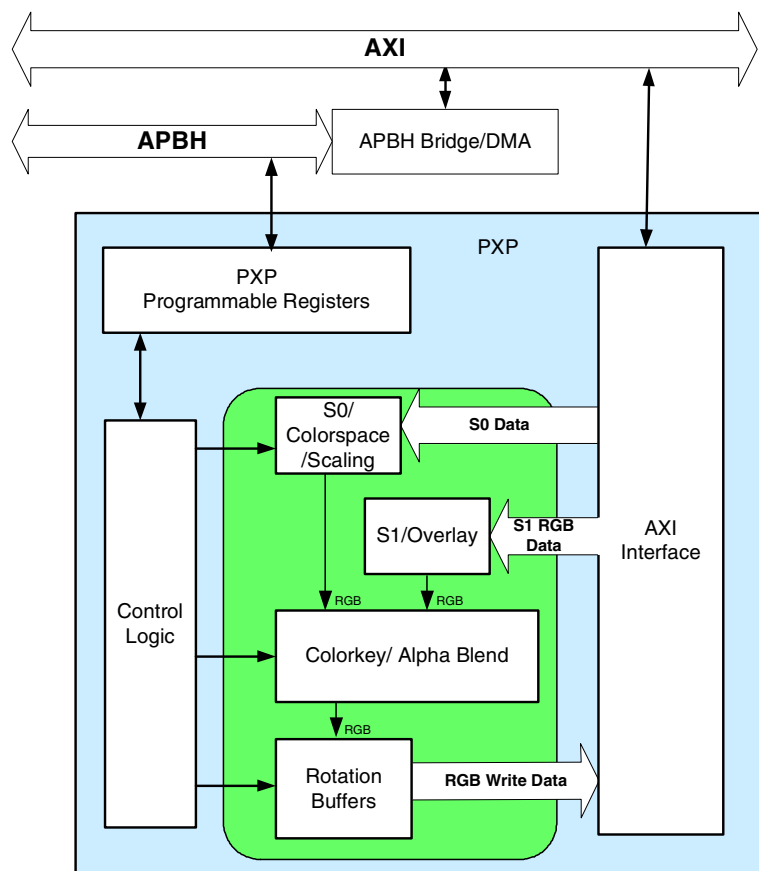 AXI
APBH
APBH Bridge/DMA
PXP
PXP
Programmable Registers
S0/
Colorspace
/Scaling
S0 Data
S1/Overlay
S1 RGB
Data
AXI
Interface
Control
Logic
RGB
RGB
Colorkey/ Alpha Blend
RGB
Rotation
Buffers
RGB Write Data